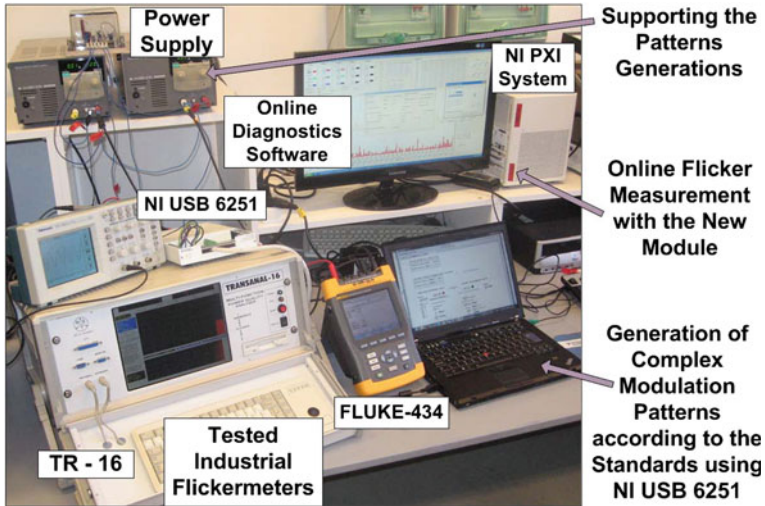 Power
Supply
Supporting the
Patterns
Generations
NI PXI
System
Online
Diagnostics
Software
NI USB 6251
Online Flicker
Measurement
with the New
Module
TRANSANAL-16
FLUKE-434
Generation of
Complex
Modulation
Patterns
according to the
Standards using
NI USB 6251
TR - 16
Tested
Industrial
Flickermeters